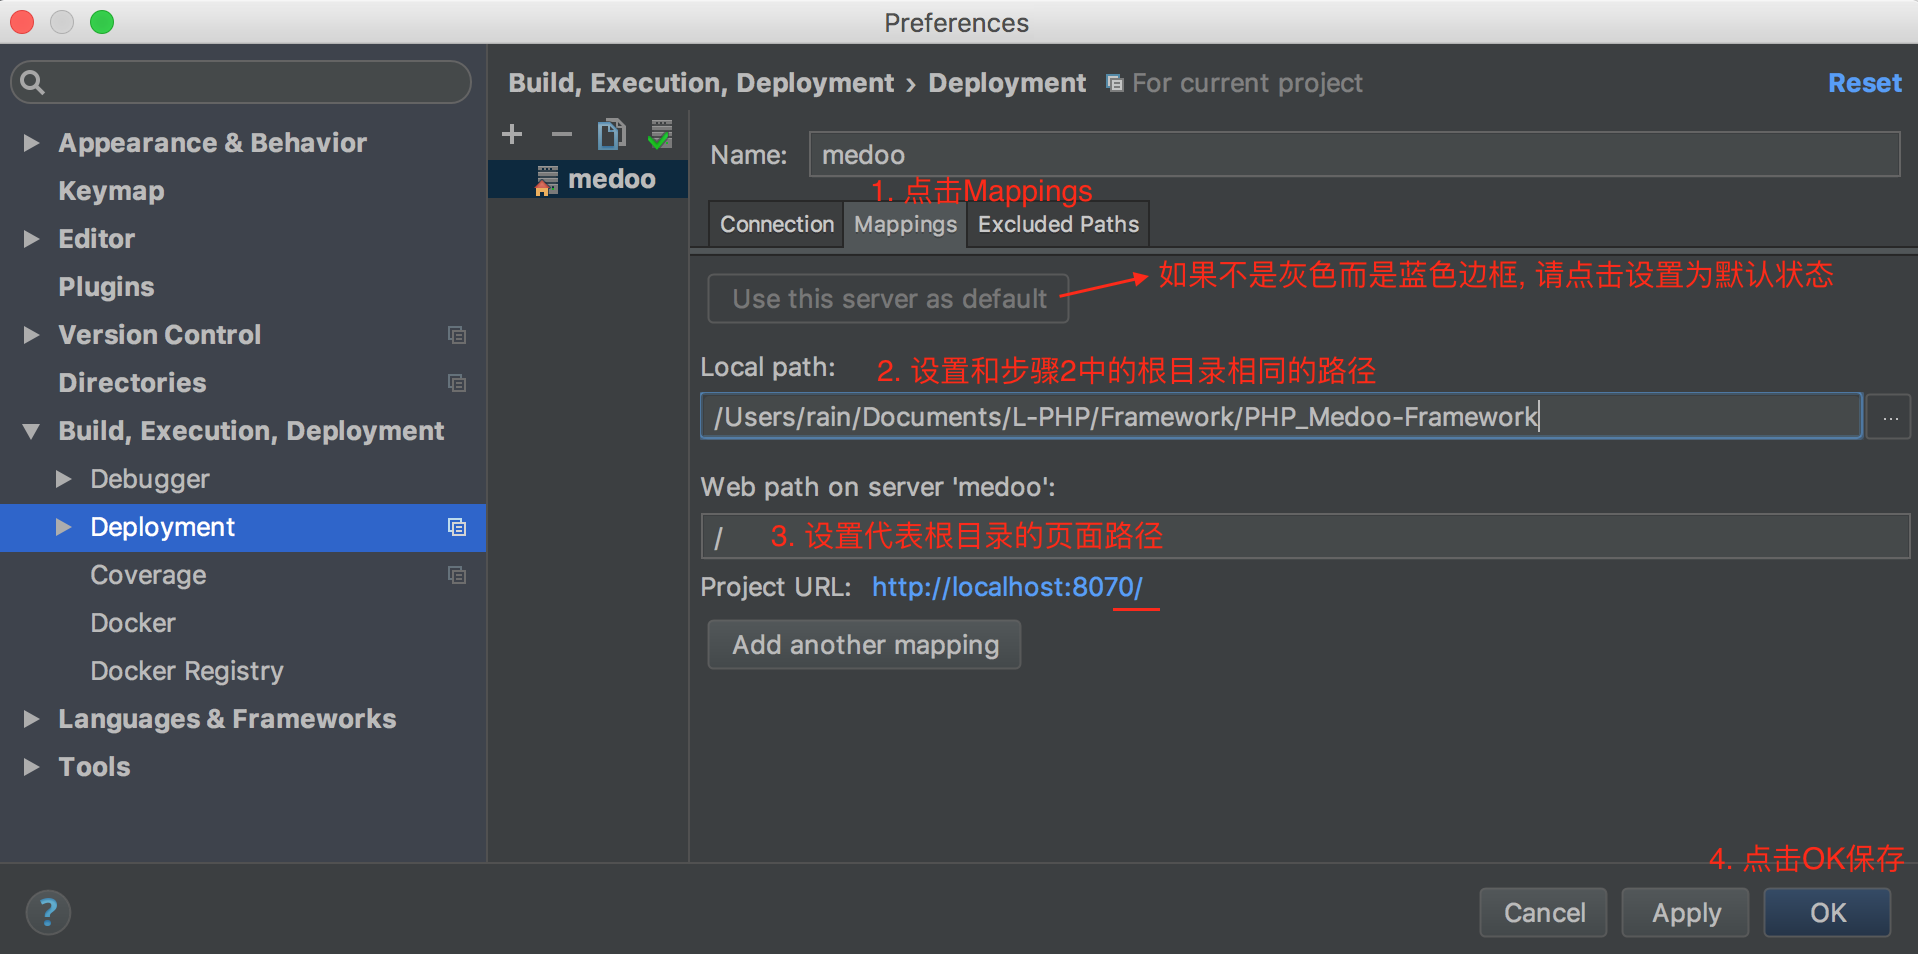 Preferences
Build, Execution, Deployment › Deployment For current project Reset
Appearance & Behavior
Keymap
Editor
Plugins
Version Control
Directories
Build, Execution, Deployment
Debugger
Deployment
Coverage
Docker
Docker Registry
Languages & Frameworks
Tools
medoo
Name: medoo
1. 点击Mappings
Connection Mappings Excluded Paths
Use this server as default
如果不是灰色而是蓝色边框, 请点击设置为默认状态
Local path: 2. 设置和步骤2中的根目录相同的路径
/Users/rain/Documents/L-PHP/Framework/PHP_Medoo-Framework ...
Web path on server 'medoo':
/ 3. 设置代表根目录的页面路径
Project URL: http://localhost:8070/
Add another mapping
4. 点击OK保存
? Cancel Apply OK